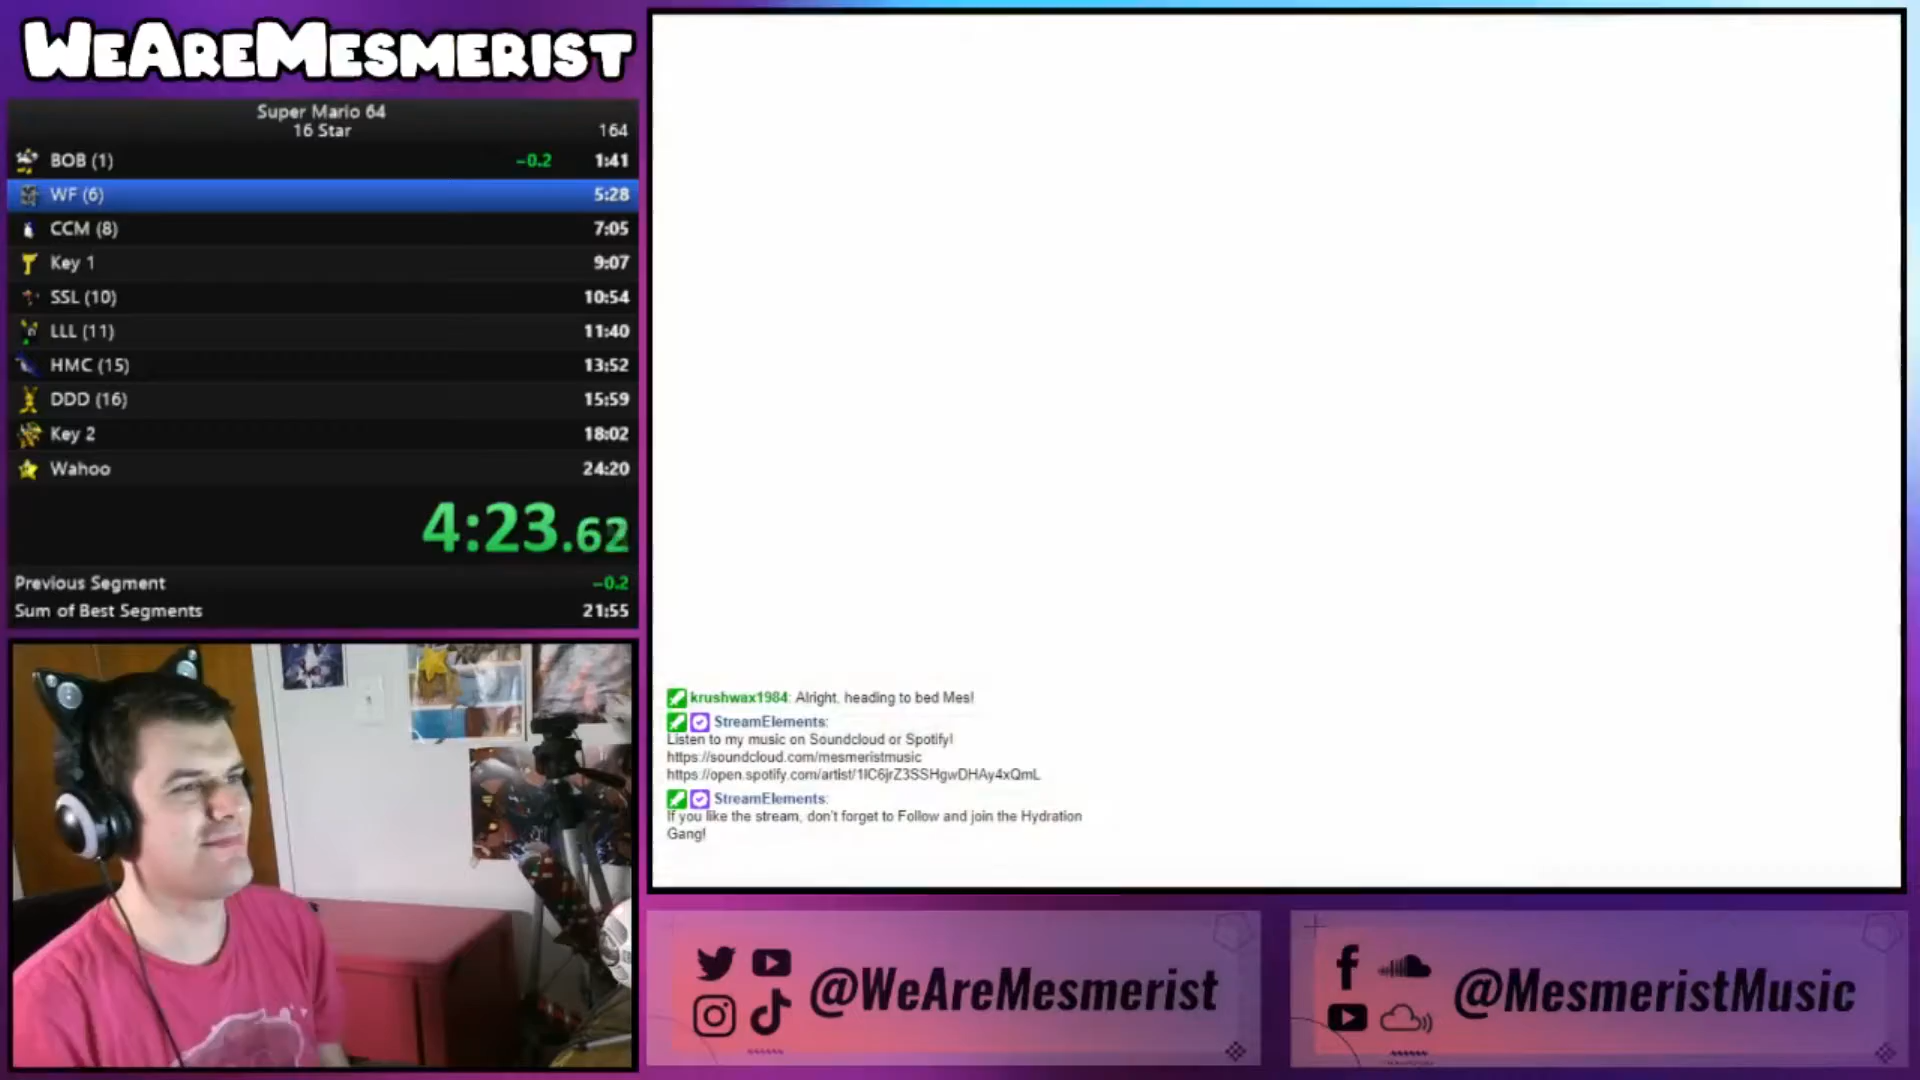 WEAREMESMERIST
Super Mario 64
16 Star 164
BOB (1) −0.2 1:41
WF (6) 5:28
CCM (8) 7:05
Key 1 9:07
SSL (10) 10:54
LLL (11) 11:40
HMC (15) 13:52
DDD (16) 15:59
Key 2 18:02
Wahoo 24:20
4:23.62
Previous Segment −0.2
Sum of Best Segments 21:55
krushwax1984: Alright, heading to bed Mes!
StreamElements:
Listen to my music on Soundcloud or Spotify!
https://soundcloud.com/mesmeristmusic
https://open.spotify.com/artist/1IC6jrZ3SSHgwDHAy4xQmL
StreamElements:
If you like the stream, don't forget to Follow and join the Hydration
Gang!
@WeAreMesmerist
@MesmeristMusic